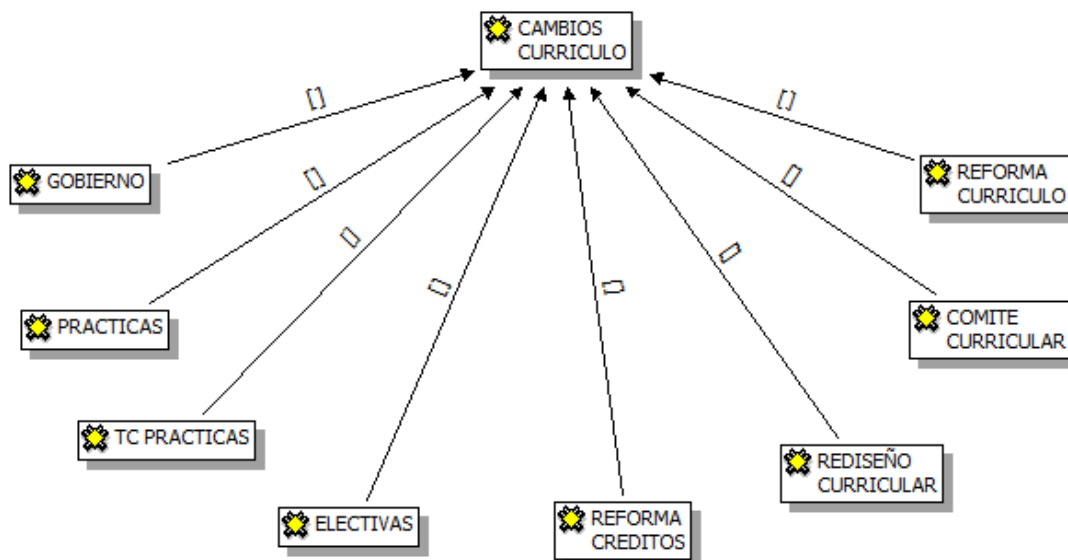 CAMBIOS
CURRICULO
[]
[]
GOBIERNO
REFORMA
CURRICULO
[]
[]
[]
[]
[]
[]
PRACTICAS
COMITE
CURRICULAR
TC PRACTICAS
REDISEÑO
CURRICULAR
ELECTIVAS
REFORMA
CREDITOS